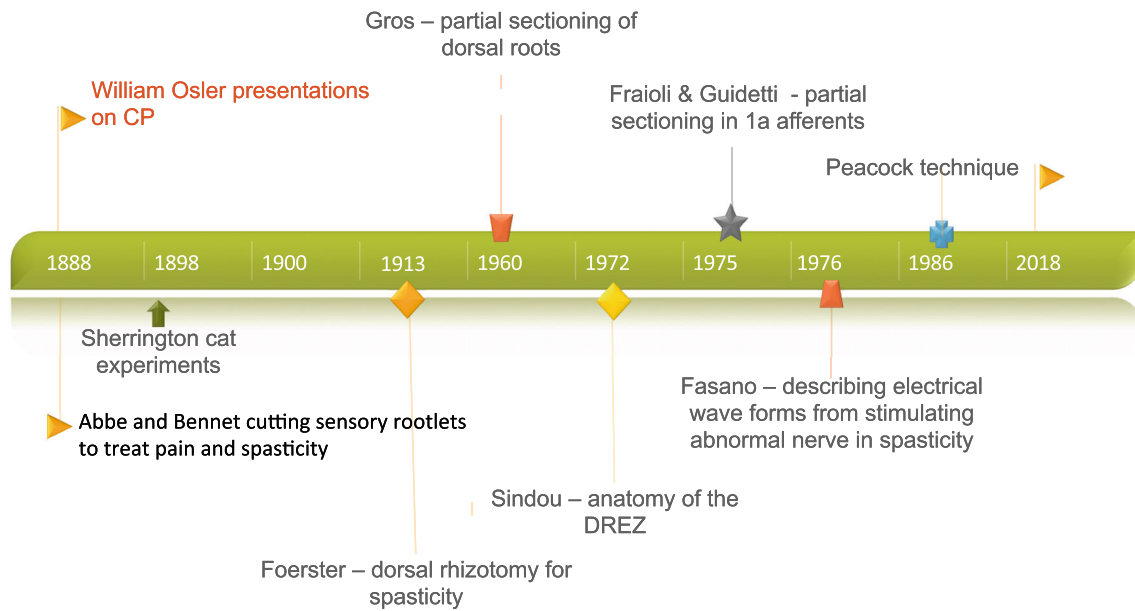 Gros – partial sectioning of
dorsal roots
William Osler presentations
on CP
Fraioli & Guidetti - partial
sectioning in 1a afferents
Peacock technique
1888 1898 1900 1913 1960 1972 1975 1976 1986 2018
Sherrington cat
experiments
Abbe and Bennet cutting sensory rootlets
to treat pain and spasticity
Fasano – describing electrical
wave forms from stimulating
abnormal nerve in spasticity
Sindou – anatomy of the
DREZ
Foerster – dorsal rhizotomy for
spasticity